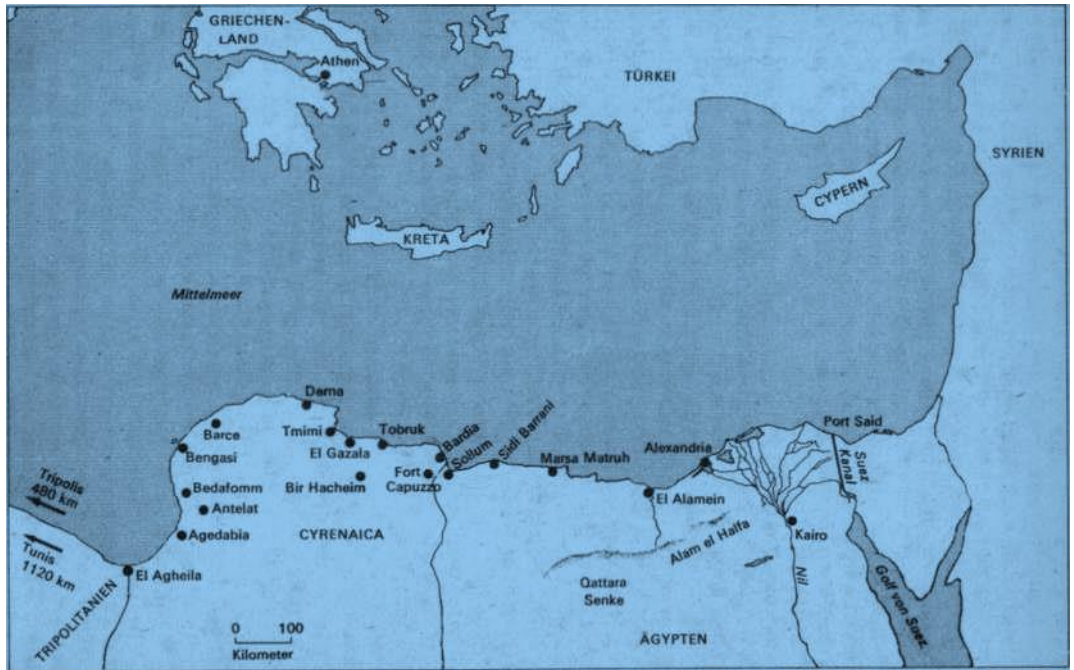 GRIECHEN-
LAND
Athen
TÜRKEI
SYRIEN
CYPERN
KRETA
Mittelmeer
Derna
Barce
Tmimi
Tobruk
Bardia
Sollum
Sidi Barrani
Port Said
Bengasi
El Gazala
Alexandria
Suez
Kanal
Fort
Capuzzo
Marsa Matruh
Bir Hacheim
Tripolis
480 km
Bedafomm
El Alamein
Antelat
Agedabia
CYRENAICA
Kairo
Alam el Halfa
Tunis
1120 km
El Agheila
Qattara
Senke
Nil
Golf von Suez
TRIPOLITANIEN
0 100
Kilometer
ÄGYPTEN